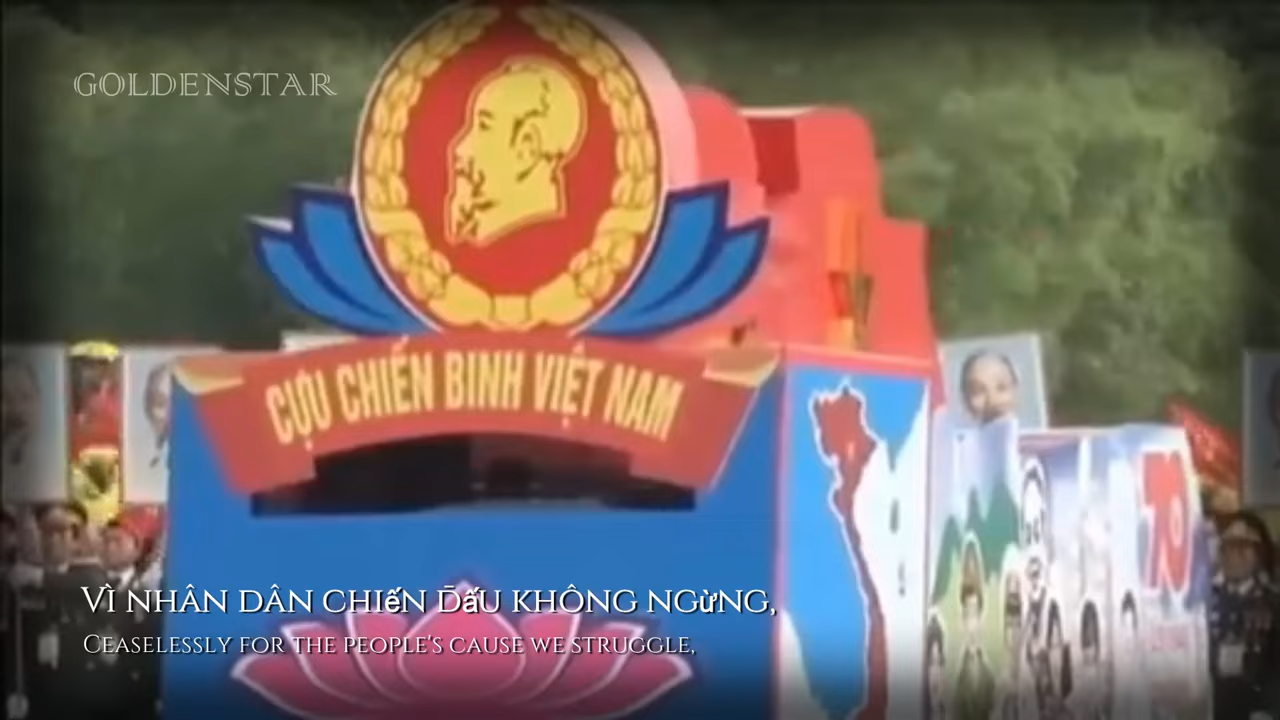 GOLDENSTAR
CỰU CHIẾN BINH VIỆT NAM
70
Vì nhân dân chiến đấu không ngừng,
Ceaselessly for the people's cause we struggle,